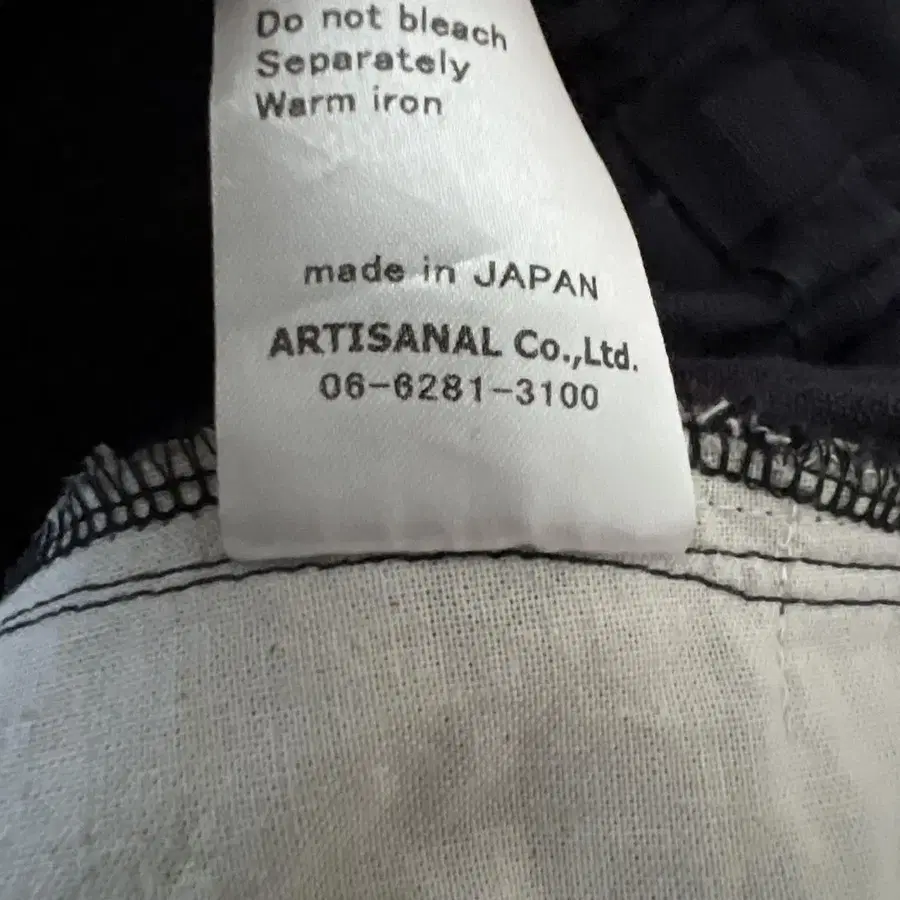 Do not bleach
Separately
Warm iron
made in JAPAN
ARTISANAL Co.,Ltd.
06-6281-3100